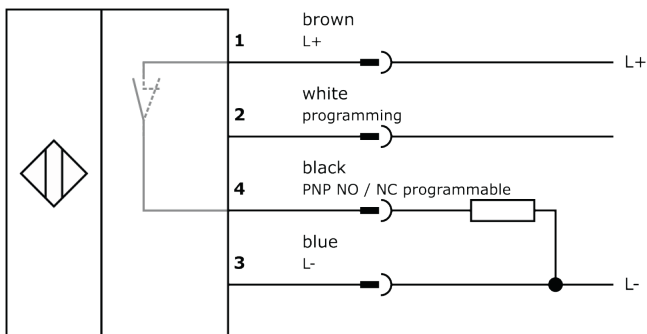 brown
1 L+
L+
white
2 programming
black
4 PNP NO / NC programmable
blue
3 L-
L-